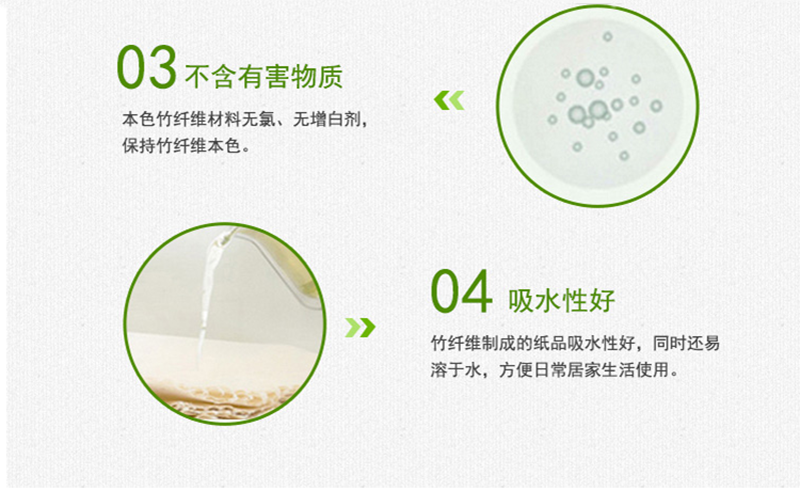 03 不含有害物质
本色竹纤维材料无氯、无增白剂，
保持竹纤维本色。
04 吸水性好
竹纤维制成的纸品吸水性好，同时还易
溶于水，方便日常居家生活使用。